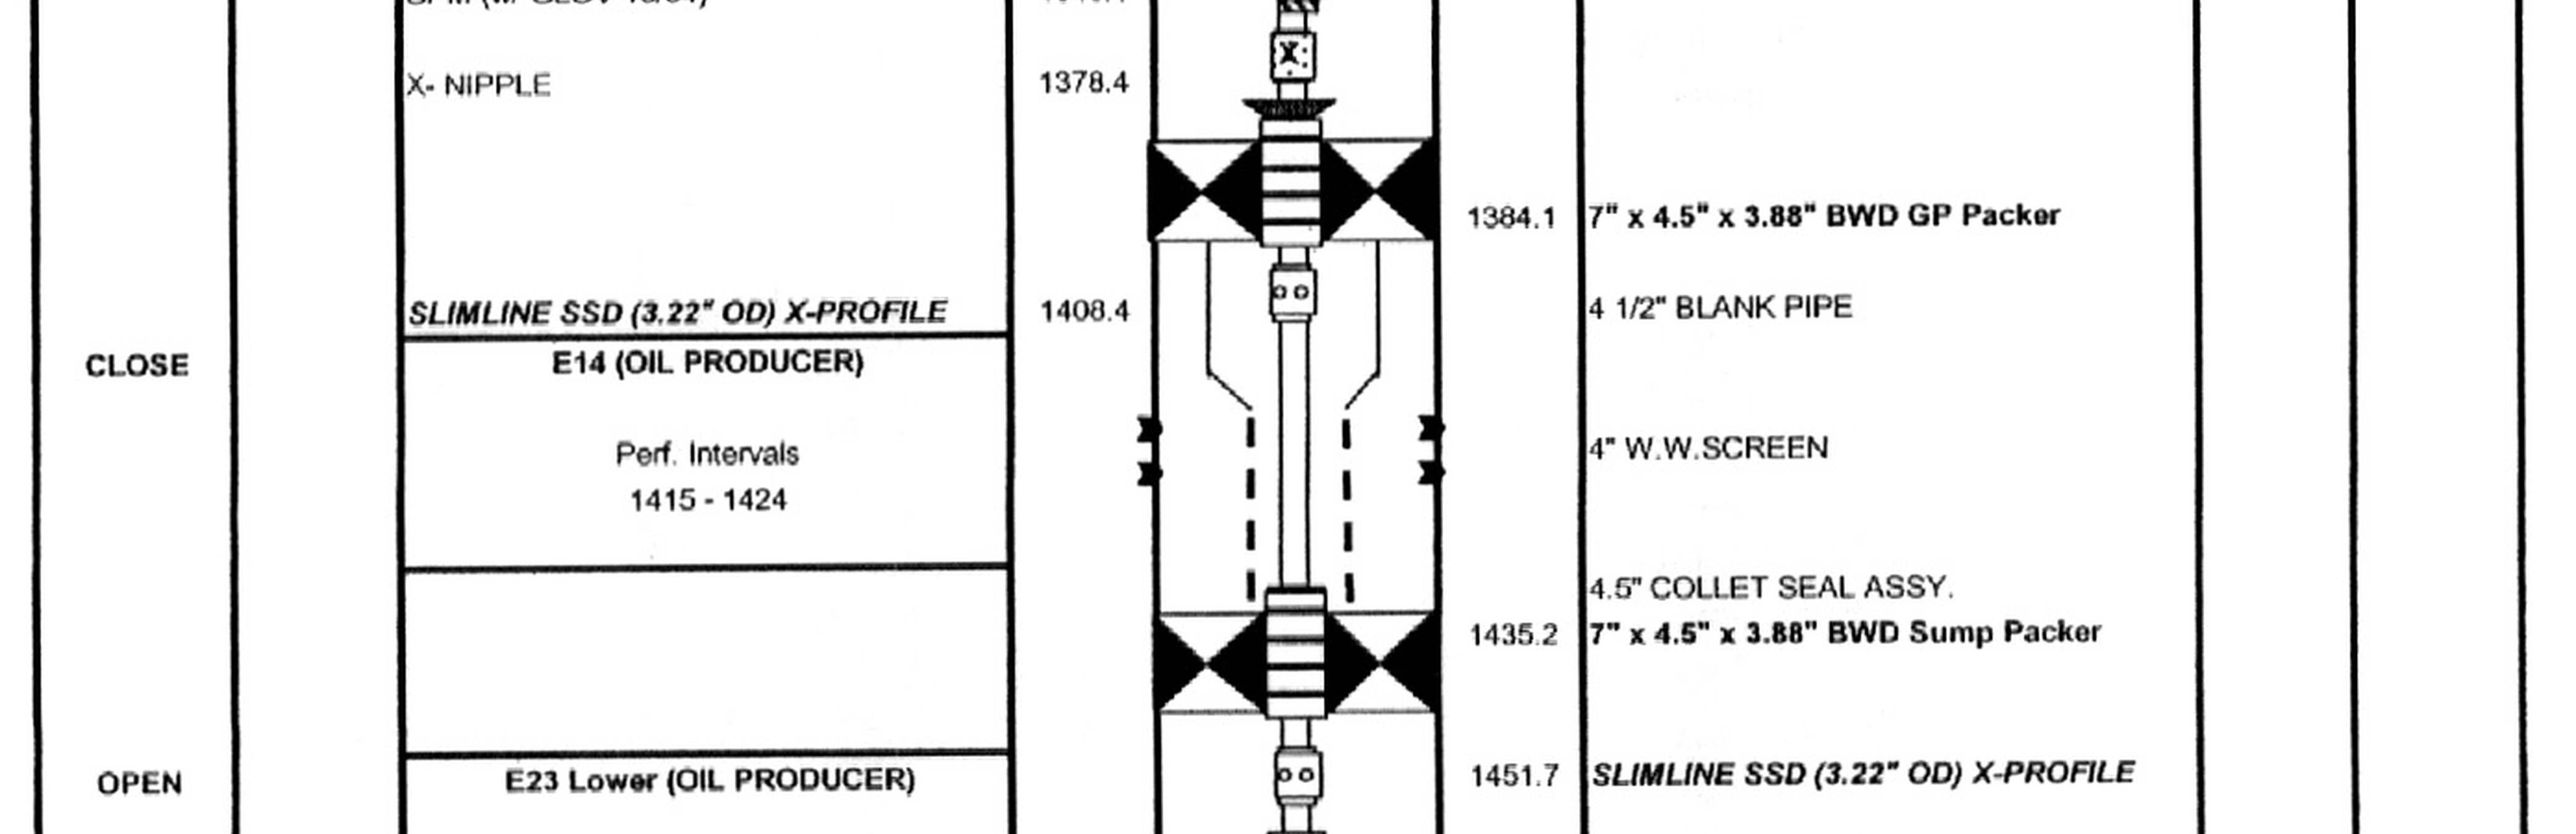 X- NIPPLE 1378.4
X
1384.1 7" x 4.5" x 3.88" BWD GP Packer
SLIMLINE SSD (3.22" OD) X-PROFILE 1408.4 4 1/2" BLANK PIPE
CLOSE E14 (OIL PRODUCER)
Perf. Intervals 4" W.W.SCREEN
1415 - 1424
4.5" COLLET SEAL ASSY.
1435.2 7" x 4.5" x 3.88" BWD Sump Packer
OPEN E23 Lower (OIL PRODUCER) 1451.7 SLIMLINE SSD (3.22" OD) X-PROFILE